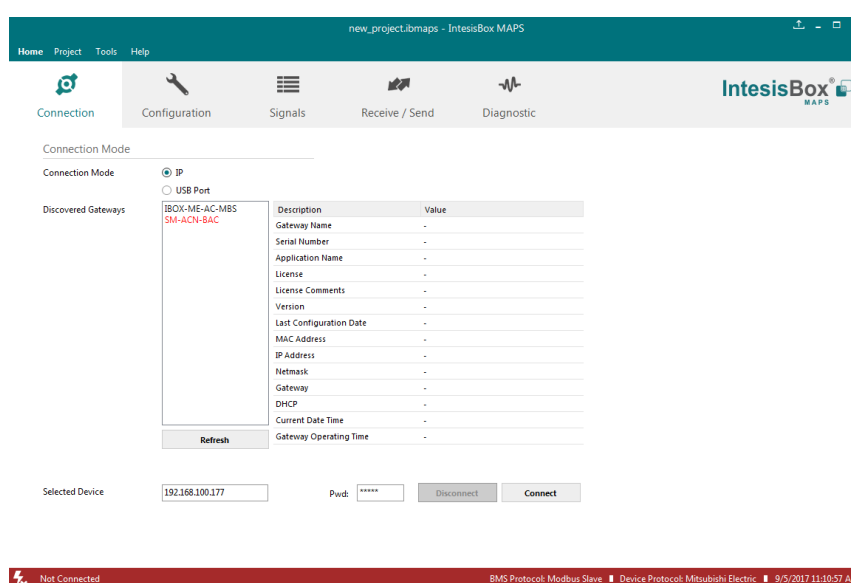 new_project.ibmaps - IntesisBox MAPS
Home Project Tools Help
Connection Configuration Signals Receive / Send Diagnostic
IntesisBox®
MAPS
Connection Mode
Connection Mode IP
USB Port
Discovered Gateways
IBOX-ME-AC-MBS
SM-ACN-BAC
Description Value
Gateway Name -
Serial Number -
Application Name -
License -
License Comments -
Version -
Last Configuration Date -
MAC Address -
IP Address -
Netmask -
Gateway -
DHCP -
Current Date Time -
Gateway Operating Time -
Refresh
Selected Device 192.168.100.177 Pwd: ***** Disconnect Connect
Not Connected BMS Protocol: Modbus Slave Device Protocol: Mitsubishi Electric 9/5/2017 11:10:57 A